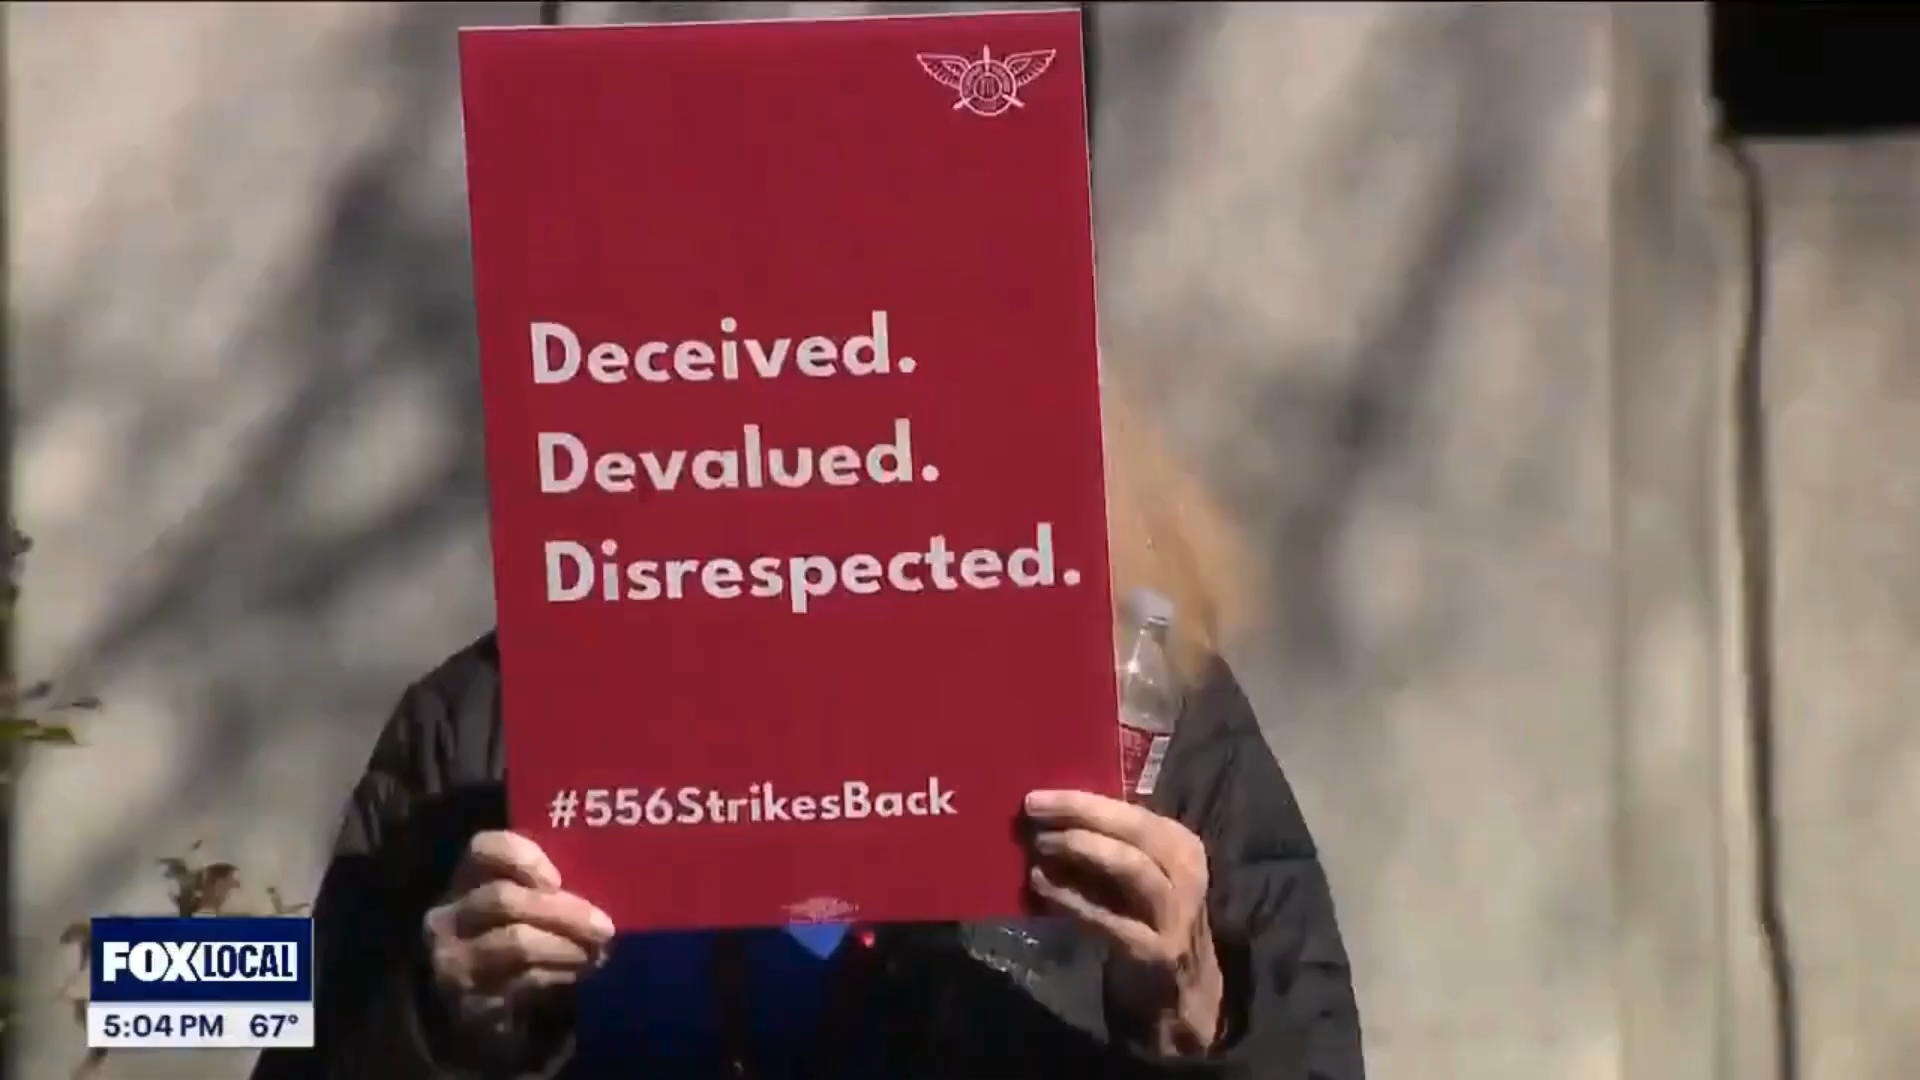 Deceived.
Devalued.
Disrespected.
#556StrikesBack
FOX LOCAL
5:04 PM 67°